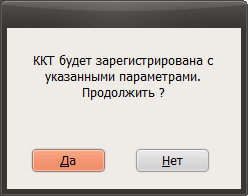 ККТ будет зарегистрирована с
указанными параметрами.
Продолжить ?
Да
Нет